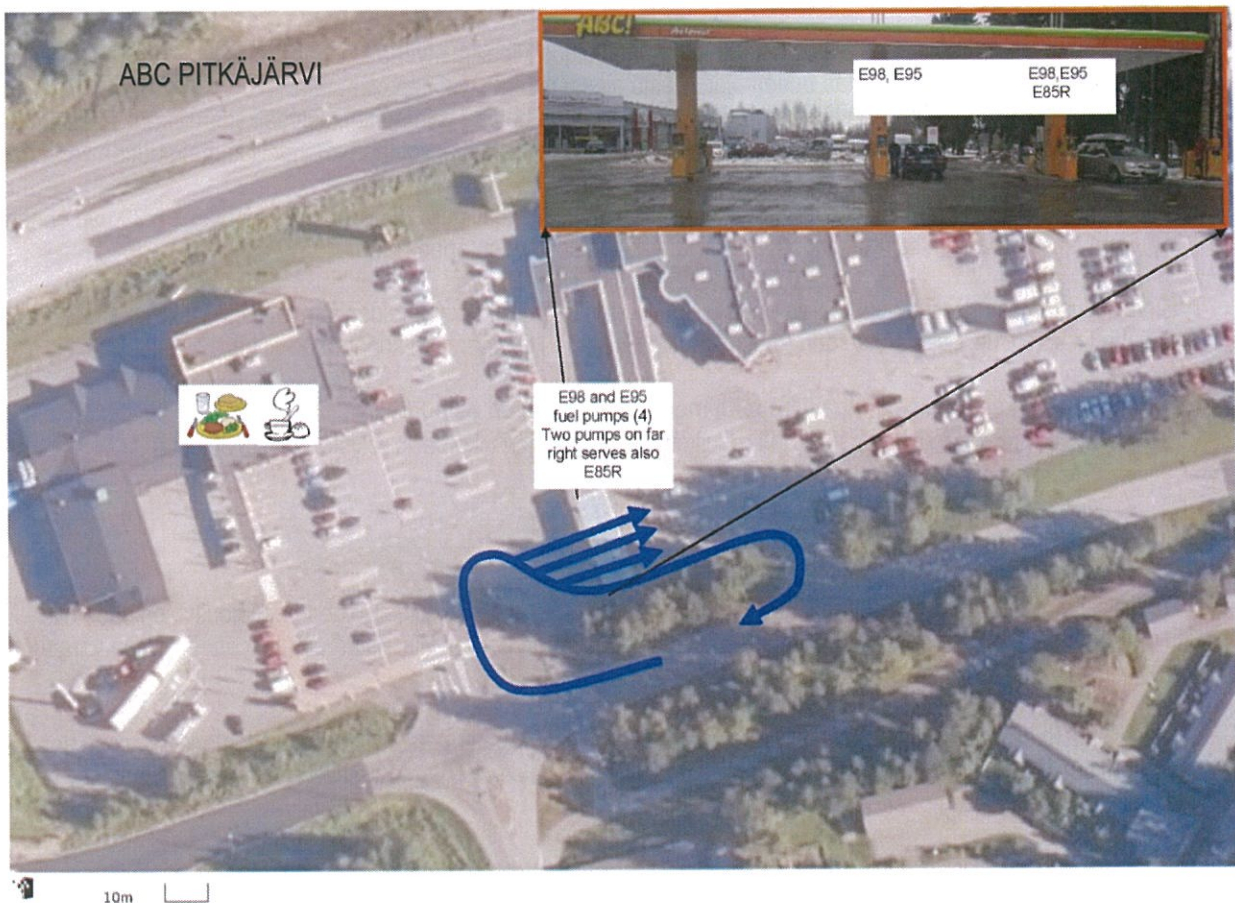 ABC PITKÄJÄRVI
ABC!
E98, E95
E98,E95
E85R
E98 and E95
fuel pumps (4)
Two pumps on far
right serves also
E85R
10m